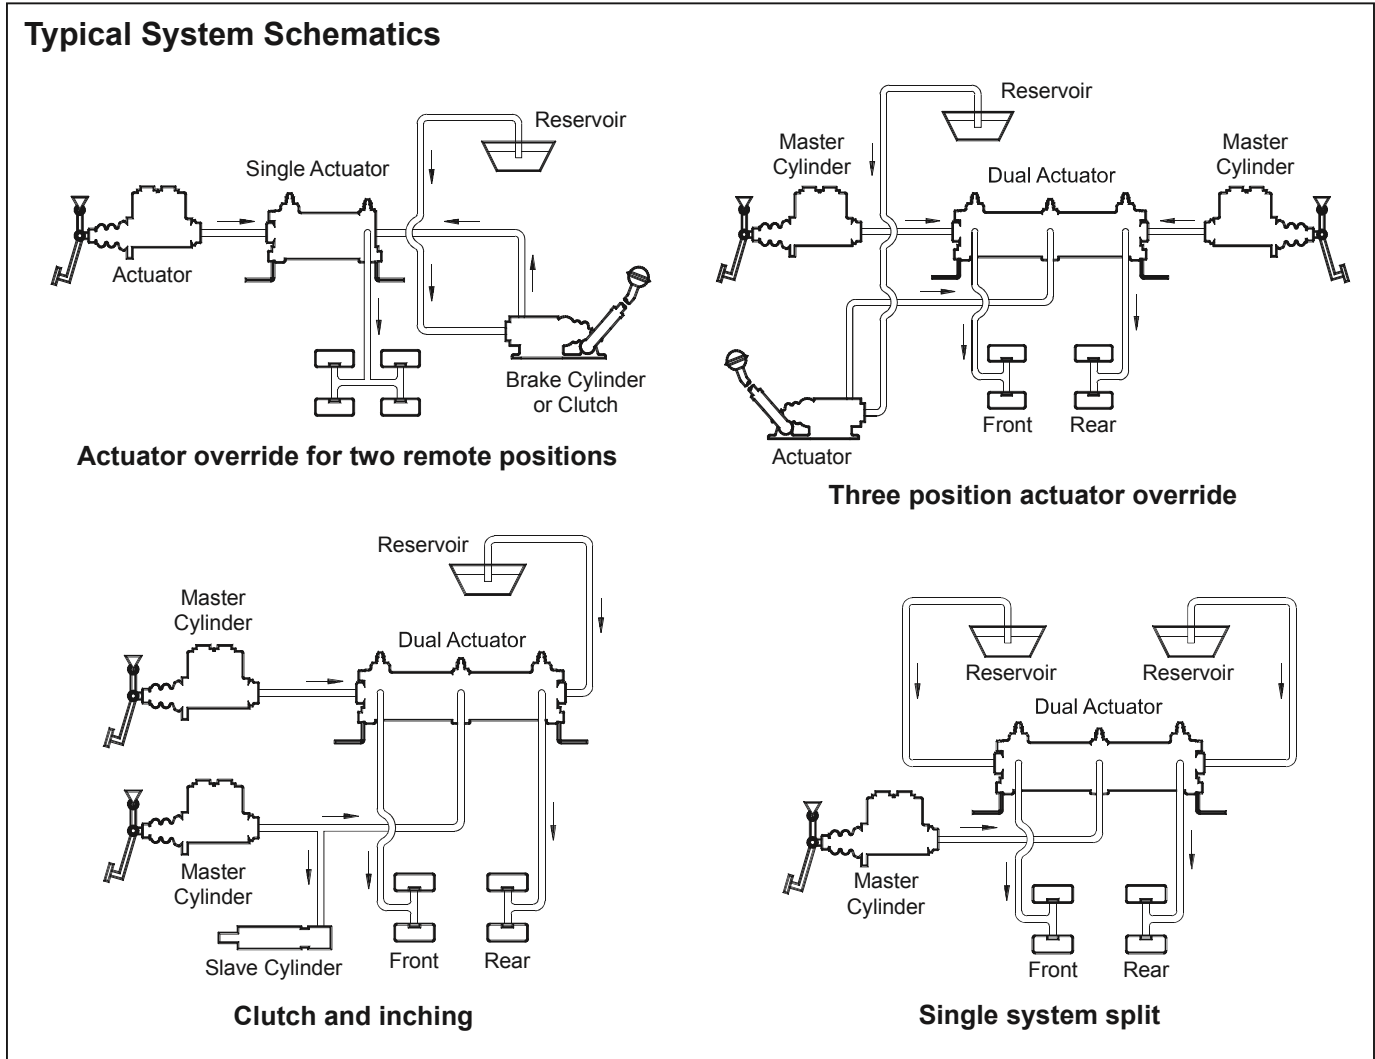 Typical System Schematics
Reservoir
Single Actuator
Actuator
Brake Cylinder
or Clutch
Actuator override for two remote positions
Reservoir
Master
Cylinder
Dual Actuator
Master
Cylinder
Front
Rear
Actuator
Three position actuator override
Reservoir
Master
Cylinder
Dual Actuator
Master
Cylinder
Slave Cylinder
Front
Rear
Clutch and inching
Reservoir
Reservoir
Dual Actuator
Master
Cylinder
Front
Rear
Single system split